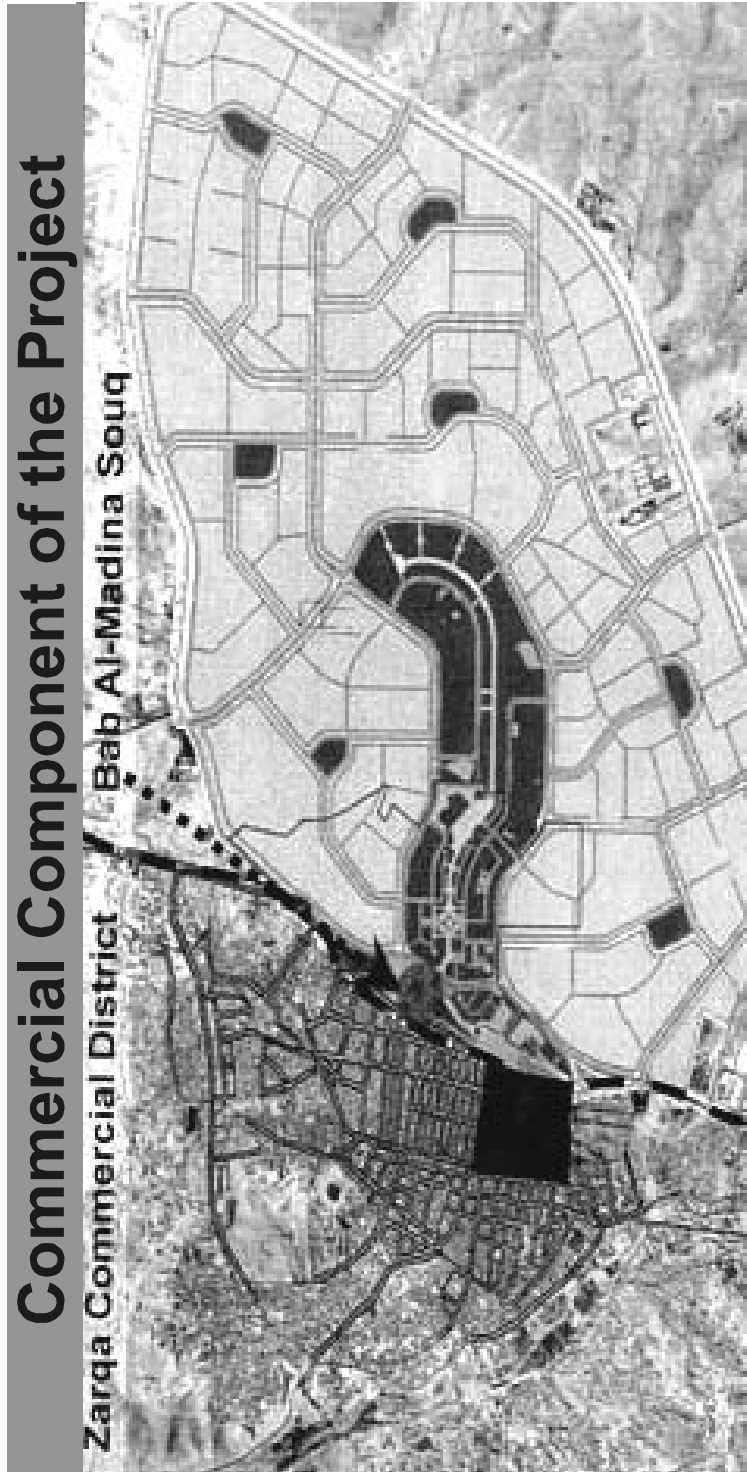 Commercial Component of the Project
Zarqa Commercial District
Bab Al-Madina Souq